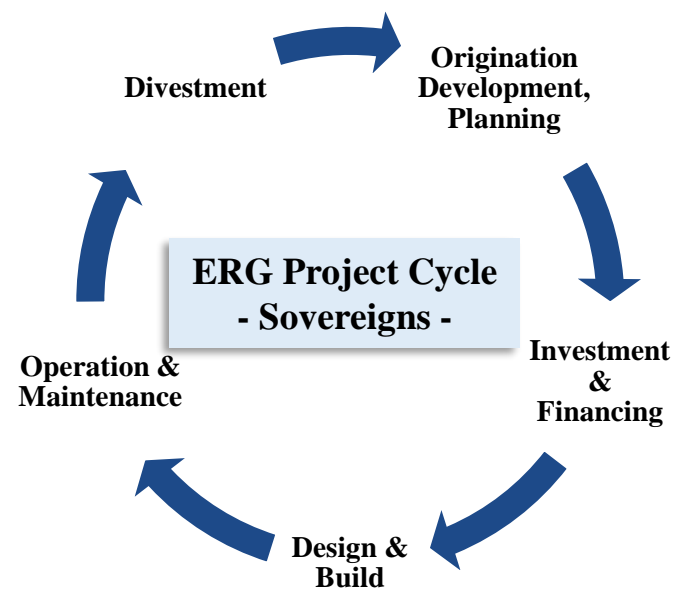 Divestment
Origination
Development,
Planning
ERG Project Cycle
- Sovereigns -
Investment
&
Financing
Operation &
Maintenance
Design &
Build